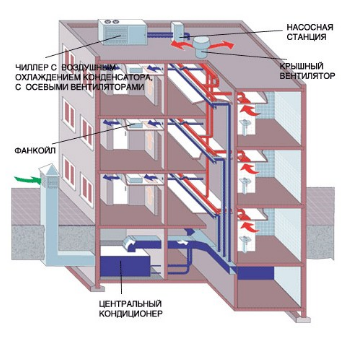 НАСОСНАЯ
СТАНЦИЯ
КРЫШНЫЙ
ВЕНТИЛЯТОР
ЧИЛЛЕР С ВОЗДУШНЫМ
ОХЛАЖДЕНИЕМ КОНДЕНСАТОРА,
С ОСЕВЫМИ ВЕНТИЛЯТОРАМИ
ФАНКОЙЛ
ЦЕНТРАЛЬНЫЙ
КОНДИЦИОНЕР